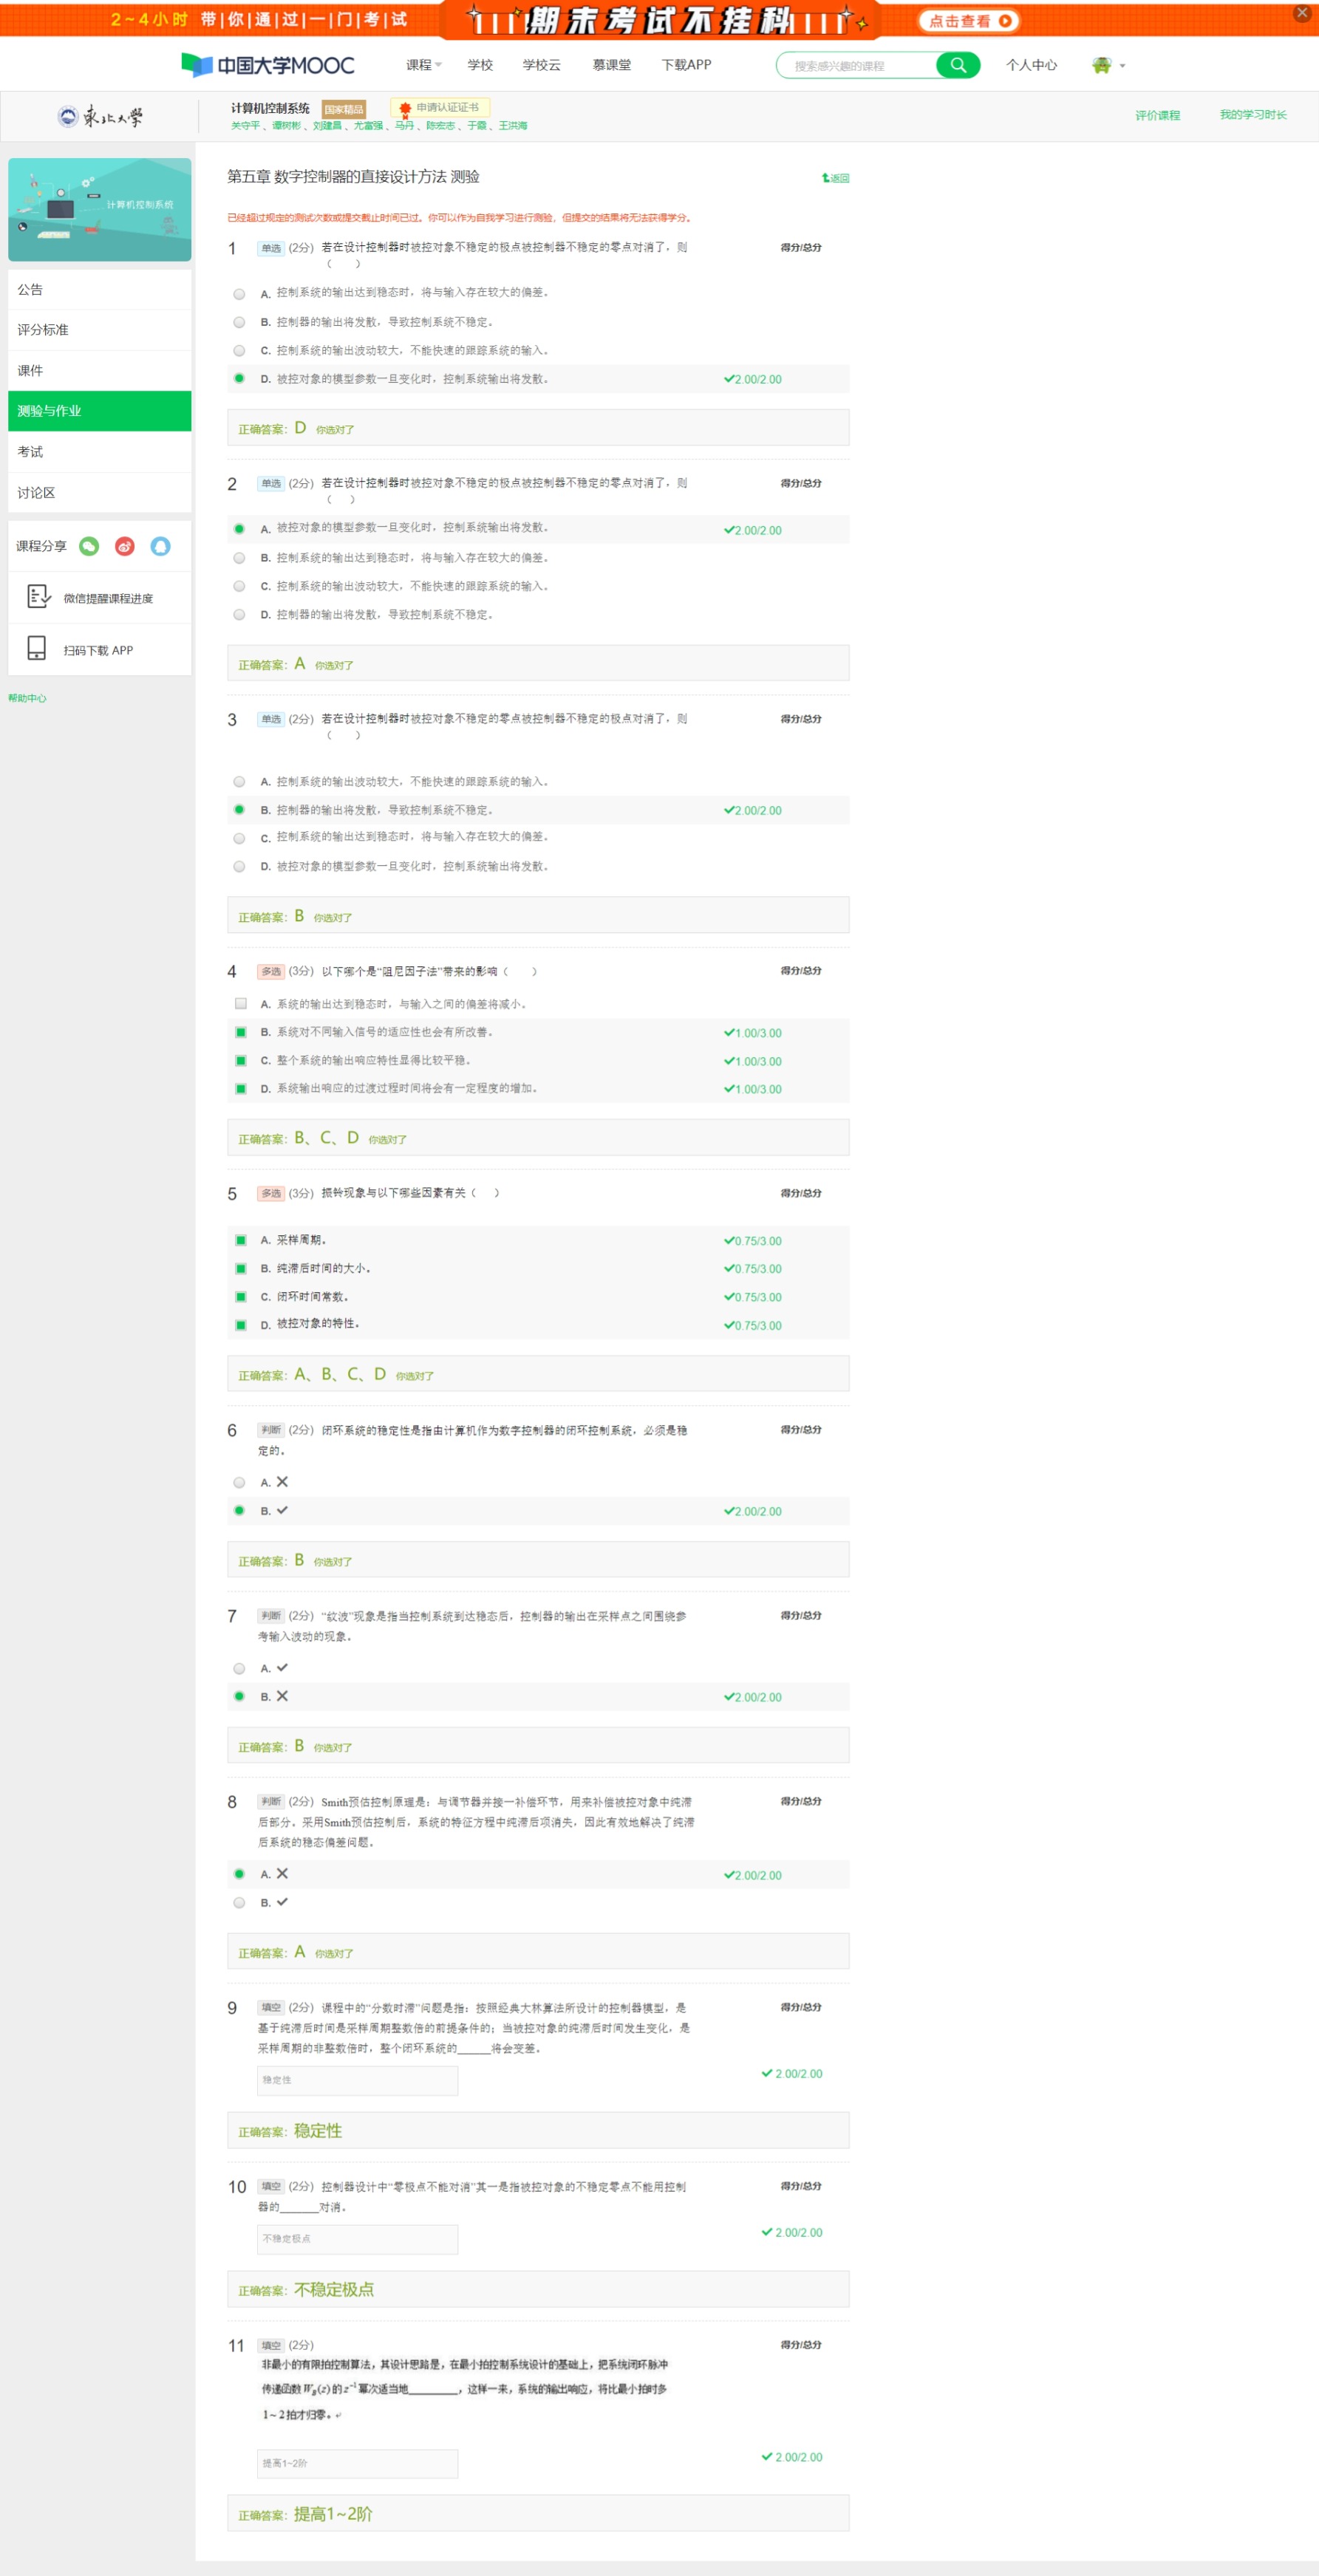 2~4小时 带|你|通|过|一|门|考|试 期末考试不挂科 点击查看
中国大学MOOC 课程 学校 学校云 慕课堂 下载APP 搜索感兴趣的课程 个人中心
东北大学 计算机控制系统 国家精品 申请认证证书
关守平、谭树彬、刘建昌、尤富强、马丹、陈宏志、于霞、王洪海 评价课程 我的学习时长
计算机控制系统
公告
评分标准
课件
测验与作业
考试
讨论区
课程分享
微信提醒课程进度
扫码下载 APP
帮助中心
第五章 数字控制器的直接设计方法 测验 返回
已经超过规定的测试次数或提交截止时间已过。你可以作为自我学习进行测验，但提交的结果将无法获得学分。
1 单选 (2分) 若在设计控制器时被控对象不稳定的极点被控制器不稳定的零点对消了，则 得分/总分
（ ）
A. 控制系统的输出达到稳态时，将与输入存在较大的偏差。
B. 控制器的输出将发散，导致控制系统不稳定。
C. 控制系统的输出波动较大，不能快速的跟踪系统的输入。
D. 被控对象的模型参数一旦变化时，控制系统输出将发散。 ✔2.00/2.00
正确答案：D 你选对了
2 单选 (2分) 若在设计控制器时被控对象不稳定的极点被控制器不稳定的零点对消了，则 得分/总分
（ ）
A. 被控对象的模型参数一旦变化时，控制系统输出将发散。 ✔2.00/2.00
B. 控制系统的输出达到稳态时，将与输入存在较大的偏差。
C. 控制系统的输出波动较大，不能快速的跟踪系统的输入。
D. 控制器的输出将发散，导致控制系统不稳定。
正确答案：A 你选对了
3 单选 (2分) 若在设计控制器时被控对象不稳定的零点被控制器不稳定的极点对消了，则 得分/总分
（ ）
A. 控制系统的输出波动较大，不能快速的跟踪系统的输入。
B. 控制器的输出将发散，导致控制系统不稳定。 ✔2.00/2.00
C. 控制系统的输出达到稳态时，将与输入存在较大的偏差。
D. 被控对象的模型参数一旦变化时，控制系统输出将发散。
正确答案：B 你选对了
4 多选 (3分) 以下哪个是“阻尼因子法”带来的影响（ ） 得分/总分
A. 系统的输出达到稳态时，与输入之间的偏差将减小。
B. 系统对不同输入信号的适应性也会有所改善。 ✔1.00/3.00
C. 整个系统的输出响应特性显得比较平稳。 ✔1.00/3.00
D. 系统输出响应的过渡过程时间将会有一定程度的增加。 ✔1.00/3.00
正确答案：B、C、D 你选对了
5 多选 (3分) 振铃现象与以下哪些因素有关（ ） 得分/总分
A. 采样周期。 ✔0.75/3.00
B. 纯滞后时间的大小。 ✔0.75/3.00
C. 闭环时间常数。 ✔0.75/3.00
D. 被控对象的特性。 ✔0.75/3.00
正确答案：A、B、C、D 你选对了
6 判断 (2分) 闭环系统的稳定性是指由计算机作为数字控制器的闭环控制系统，必须是稳 得分/总分
定的。
A. ✖
B. ✔ ✔2.00/2.00
正确答案：B 你选对了
7 判断 (2分) “纹波”现象是指当控制系统到达稳态后，控制器的输出在采样点之间围绕参 得分/总分
考输入波动的现象。
A. ✔
B. ✖ ✔2.00/2.00
正确答案：B 你选对了
8 判断 (2分) Smith预估控制原理是：与调节器并接一补偿环节，用来补偿被控对象中纯滞 得分/总分
后部分。采用Smith预估控制后，系统的特征方程中纯滞后项消失，因此有效地解决了纯滞
后系统的稳态偏差问题。
A. ✖ ✔2.00/2.00
B. ✔
正确答案：A 你选对了
9 填空 (2分) 课程中的“分数时滞”问题是指：按照经典大林算法所设计的控制器模型，是 得分/总分
基于纯滞后时间是采样周期整数倍的前提条件的；当被控对象的纯滞后时间发生变化，是
采样周期的非整数倍时，整个闭环系统的______将会变差。
稳定性 ✔ 2.00/2.00
正确答案：稳定性
10 填空 (2分) 控制器设计中“零极点不能对消”其一是指被控对象的不稳定零点不能用控制 得分/总分
器的_______对消。
不稳定极点 ✔ 2.00/2.00
正确答案：不稳定极点
11 填空 (2分) 得分/总分
非最小的有限拍控制算法，其设计思路是，在最小拍控制系统设计的基础上，把系统闭环脉冲
传递函数 W_B(z) 的 z⁻¹ 幂次适当地_________，这样一来，系统的输出响应，将比最小拍时多
1~2 拍才归零。↵
提高1~2阶 ✔ 2.00/2.00
正确答案：提高1~2阶